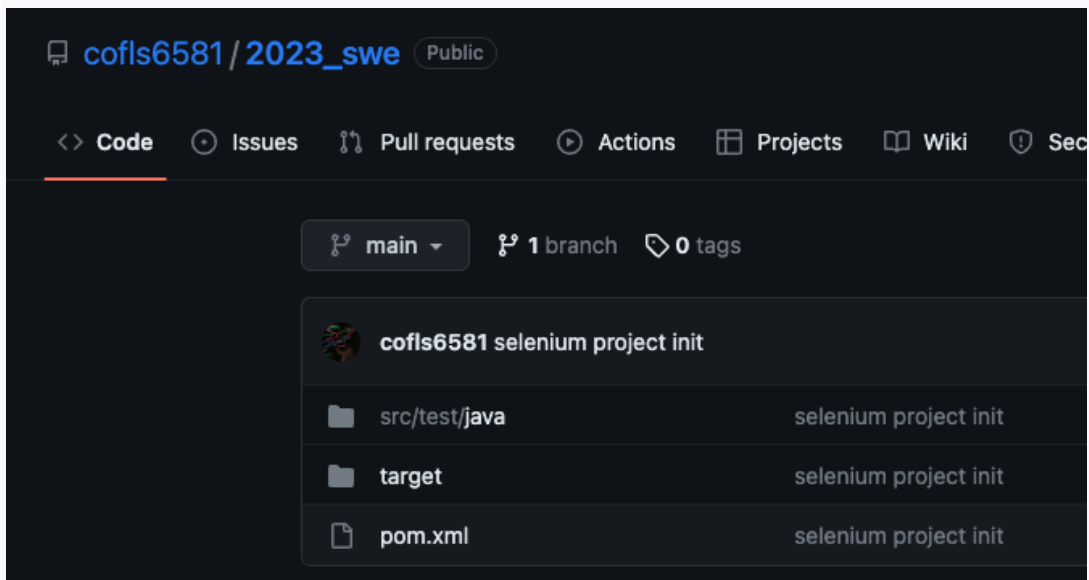 cofls6581/2023_swe Public
Code Issues Pull requests Actions Projects Wiki Sec
main 1 branch 0 tags
cofls6581 selenium project init
src/test/java selenium project init
target selenium project init
pom.xml selenium project init